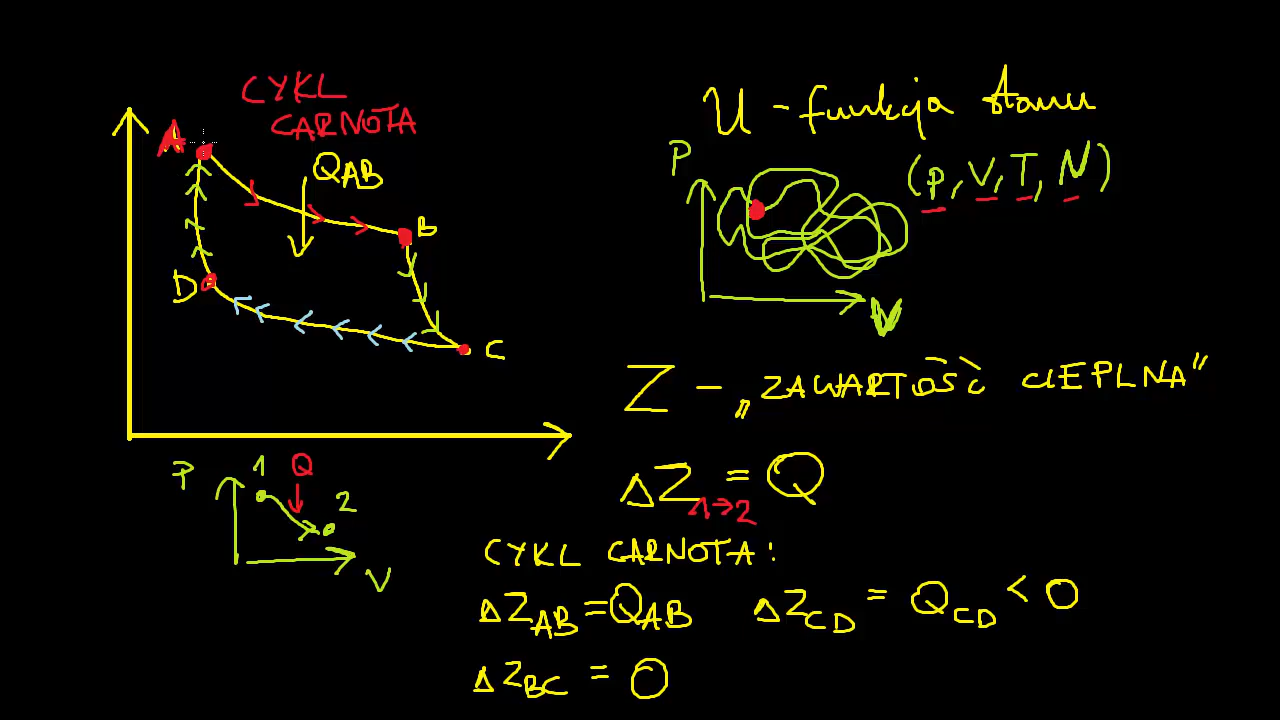 CYKL
CARNOTA
A
QAB
B
D
C
U - funkcja stanu
(p, V, T, N)
P
V
Z - „ZAWARTOŚĆ CIEPLNA”
ΔZ1→2 = Q
P
1
Q
2
V
CYKL CARNOTA:
ΔZAB = QAB ΔZCD = QCD < 0
ΔZBC = 0